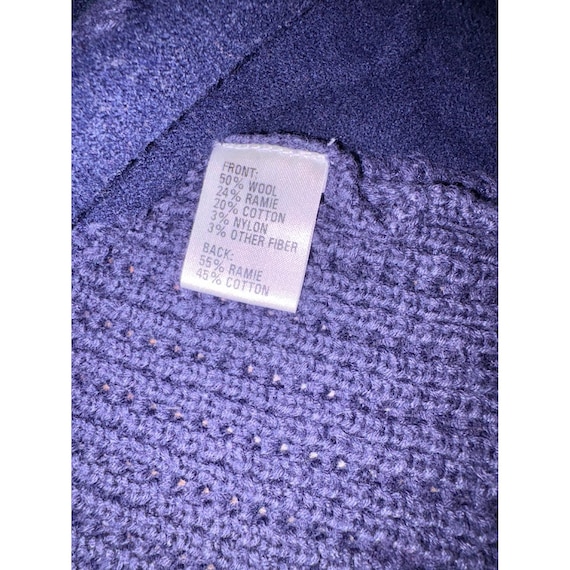 FRONT:
50% WOOL
24% RAMIE
20% COTTON
3% NYLON
3% OTHER FIBER
BACK:
55% RAMIE
45% COTTON